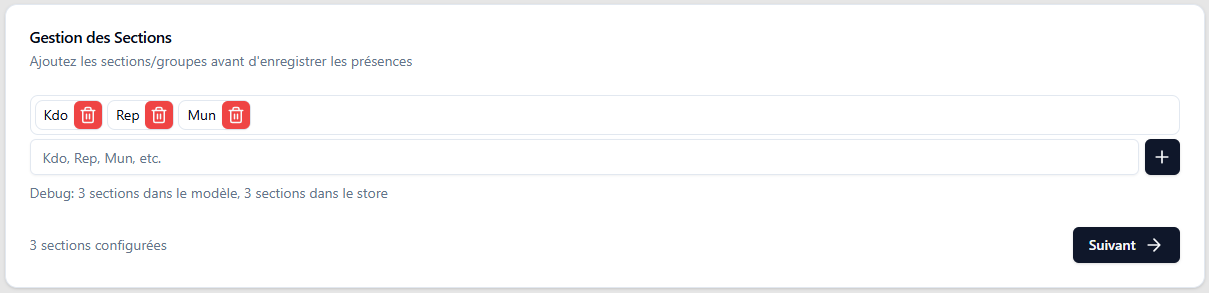 Gestion des Sections
Ajoutez les sections/groupes avant d'enregistrer les présences
Kdo Rep Mun
Kdo, Rep, Mun, etc.
Debug: 3 sections dans le modèle, 3 sections dans le store
3 sections configurées
Suivant